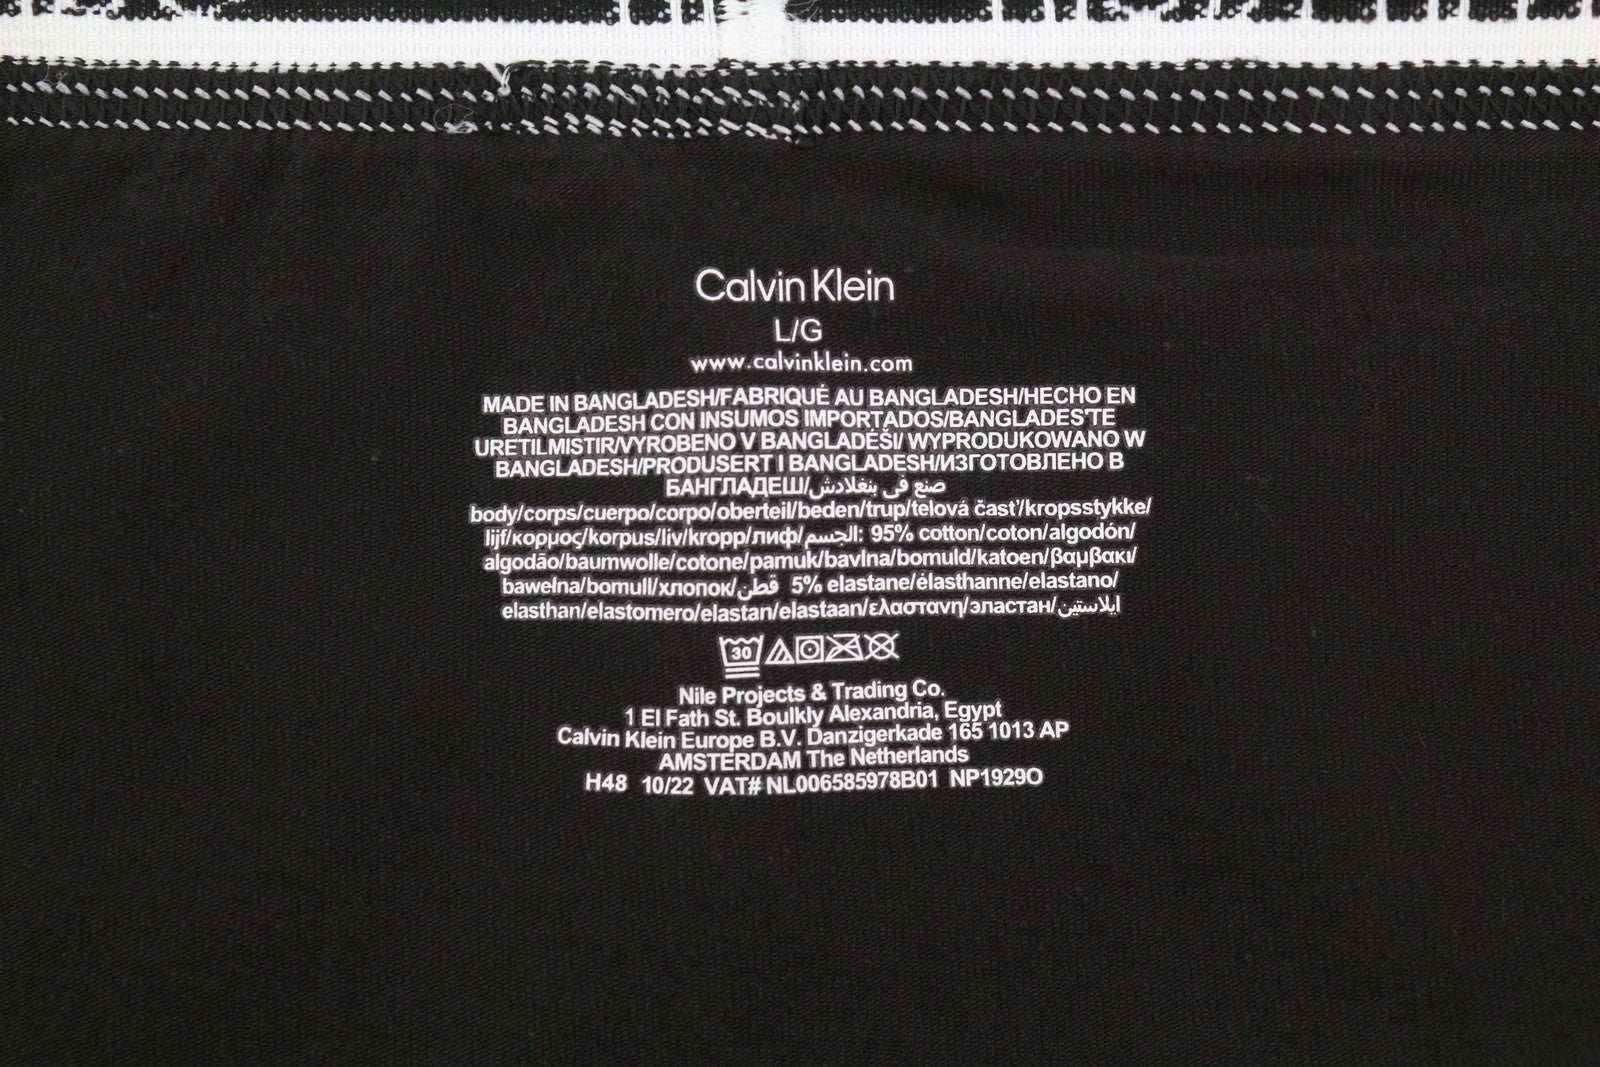 Calvin Klein
L/G
www.calvinklein.com
MADE IN BANGLADESH/FABRIQUÉ AU BANGLADESH/HECHO EN
BANGLADESH CON INSUMOS IMPORTADOS/BANGLADEŞ'TE
URETILMISTIR/VYROBENO V BANGLADÉŠI/ WYPRODUKOWANO W
BANGLADESH/PRODUSERT I BANGLADESH/ИЗГОТОВЛЕНО В
БАНГЛАДЕШ/صنع في بنغلادش
body/corps/cuerpo/corpo/oberteil/beden/trup/telová čast'/kropsstykke/
lijf/κορμος/korpus/liv/kropp/лиф/الجسم: 95% cotton/coton/algodón/
algodão/baumwolle/cotone/pamuk/bavlna/bomuld/katoen/βαμβακι/
bawełna/bomull/хлопок/قطن 5% elastane/élasthanne/elastano/
elasthan/elastomero/elastan/elastaan/ελαστανη/эластан/ايلاستين
30
Nile Projects & Trading Co.
1 El Fath St. Boulkly Alexandria, Egypt
Calvin Klein Europe B.V. Danzigerkade 165 1013 AP
AMSTERDAM The Netherlands
H48 10/22 VAT# NL006585978B01 NP1929O